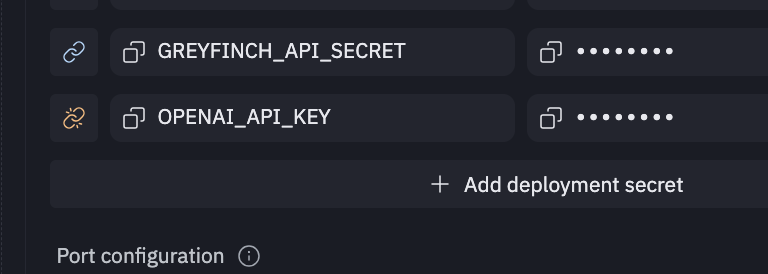 GREYFINCH_API_SECRET ••••••••
OPENAI_API_KEY ••••••••
+ Add deployment secret
Port configuration